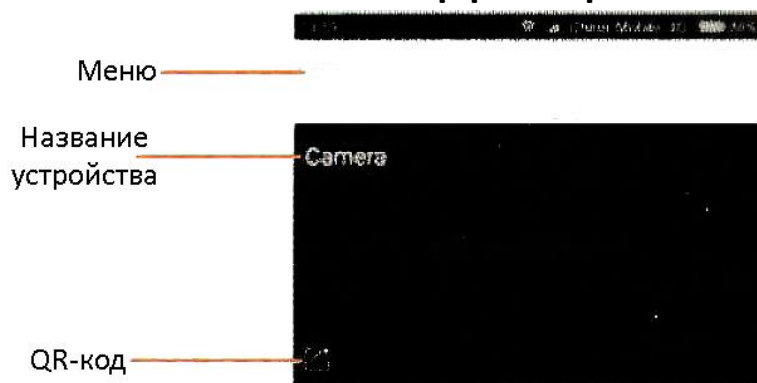 Меню
Название
устройства
Camera
QR-код